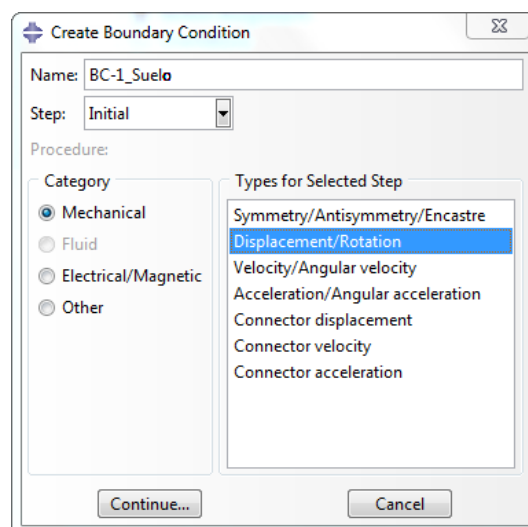 Create Boundary Condition
Name: BC-1_Suelo
Step: Initial
Procedure:
Category
Mechanical
Fluid
Electrical/Magnetic
Other
Types for Selected Step
Symmetry/Antisymmetry/Encastre
Displacement/Rotation
Velocity/Angular velocity
Acceleration/Angular acceleration
Connector displacement
Connector velocity
Connector acceleration
Continue...
Cancel